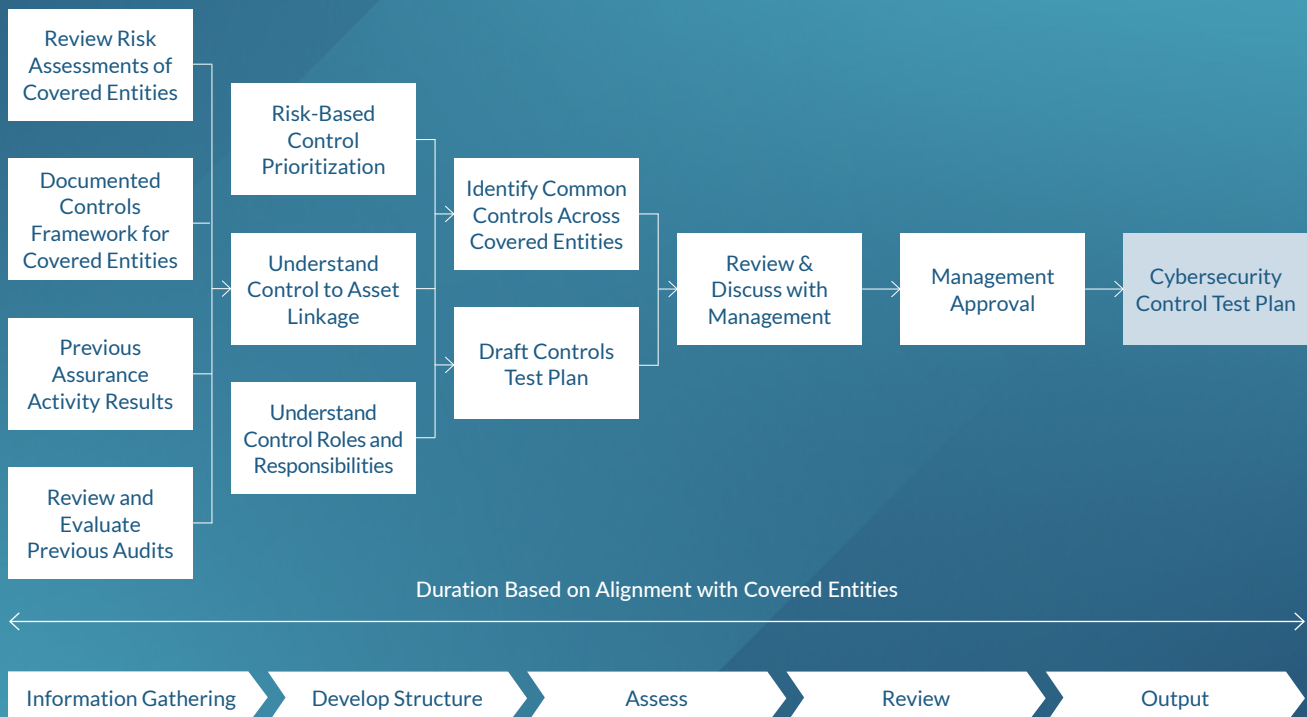 Review Risk
Assessments of
Covered Entities
Documented
Controls
Framework for
Covered Entities
Previous
Assurance
Activity Results
Review and
Evaluate
Previous Audits
Risk-Based
Control
Prioritization
Understand
Control to Asset
Linkage
Understand
Control Roles and
Responsibilities
Identify Common
Controls Across
Covered Entities
Draft Controls
Test Plan
Review &
Discuss with
Management
Management
Approval
Cybersecurity
Control Test Plan
Duration Based on Alignment with Covered Entities
Information Gathering
Develop Structure
Assess
Review
Output